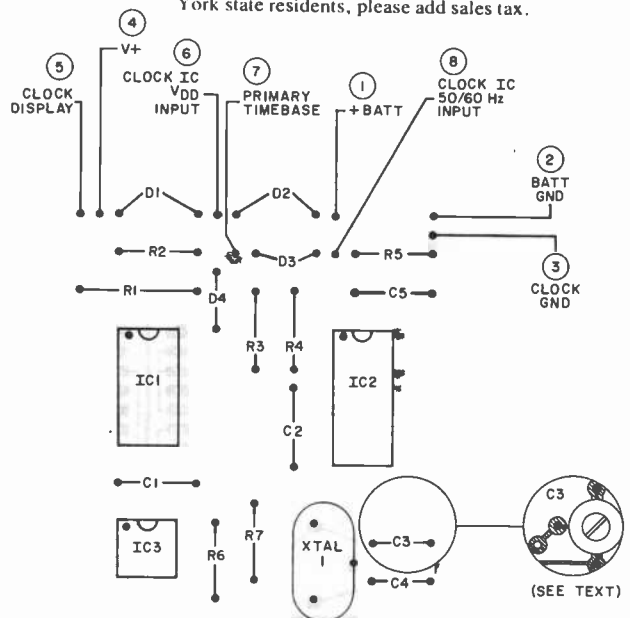 York state residents, please add sales tax.
4
V+
5
CLOCK
DISPLAY
6
CLOCK IC
VDD
INPUT
7
PRIMARY
TIMEBASE
1
+BATT
8
CLOCK IC
50/60 Hz
INPUT
2
BATT
GND
3
CLOCK
GND
D1
D2
R2
D3
R5
R1
D4
C5
R3
R4
IC1
IC2
C2
C1
IC3
R6
R7
XTAL
1
C3
C4
C3
(SEE TEXT)